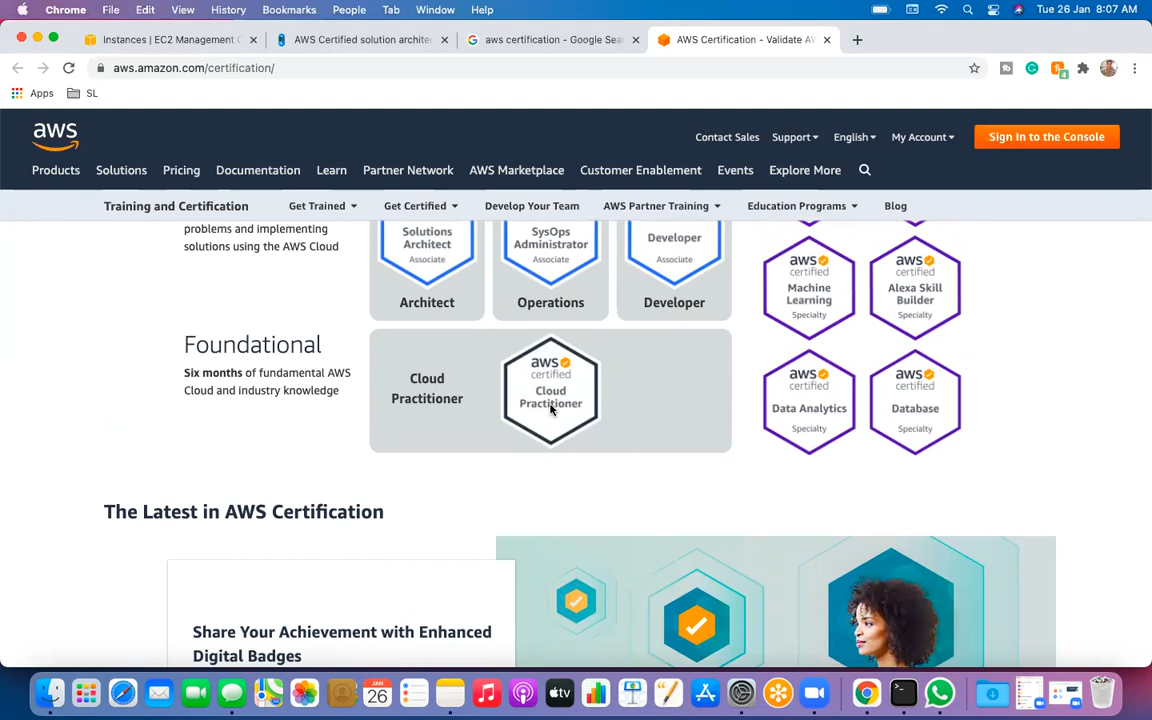 Chrome File Edit View History Bookmarks People Tab Window Help Tue 26 Jan 8:07 AM
Instances | EC2 Management C
AWS Certified solution archite
aws certification - Google Sea
AWS Certification - Validate AW
aws.amazon.com/certification/
4
Apps SL
aws
Contact Sales Support English My Account Sign In to the Console
Products Solutions Pricing Documentation Learn Partner Network AWS Marketplace Customer Enablement Events Explore More
Training and Certification Get Trained Get Certified Develop Your Team AWS Partner Training Education Programs Blog
problems and implementing
solutions using the AWS Cloud
Solutions
Architect
Associate
Architect
SysOps
Administrator
Associate
Operations
Developer
Associate
Developer
aws
certified
Machine
Learning
Specialty
aws
certified
Alexa Skill
Builder
Specialty
Foundational
Six months of fundamental AWS
Cloud and industry knowledge
Cloud
Practitioner
aws
certified
Cloud
Practitioner
aws
certified
Data Analytics
Specialty
aws
certified
Database
Specialty
The Latest in AWS Certification
Share Your Achievement with Enhanced
Digital Badges
JAN
26
tv